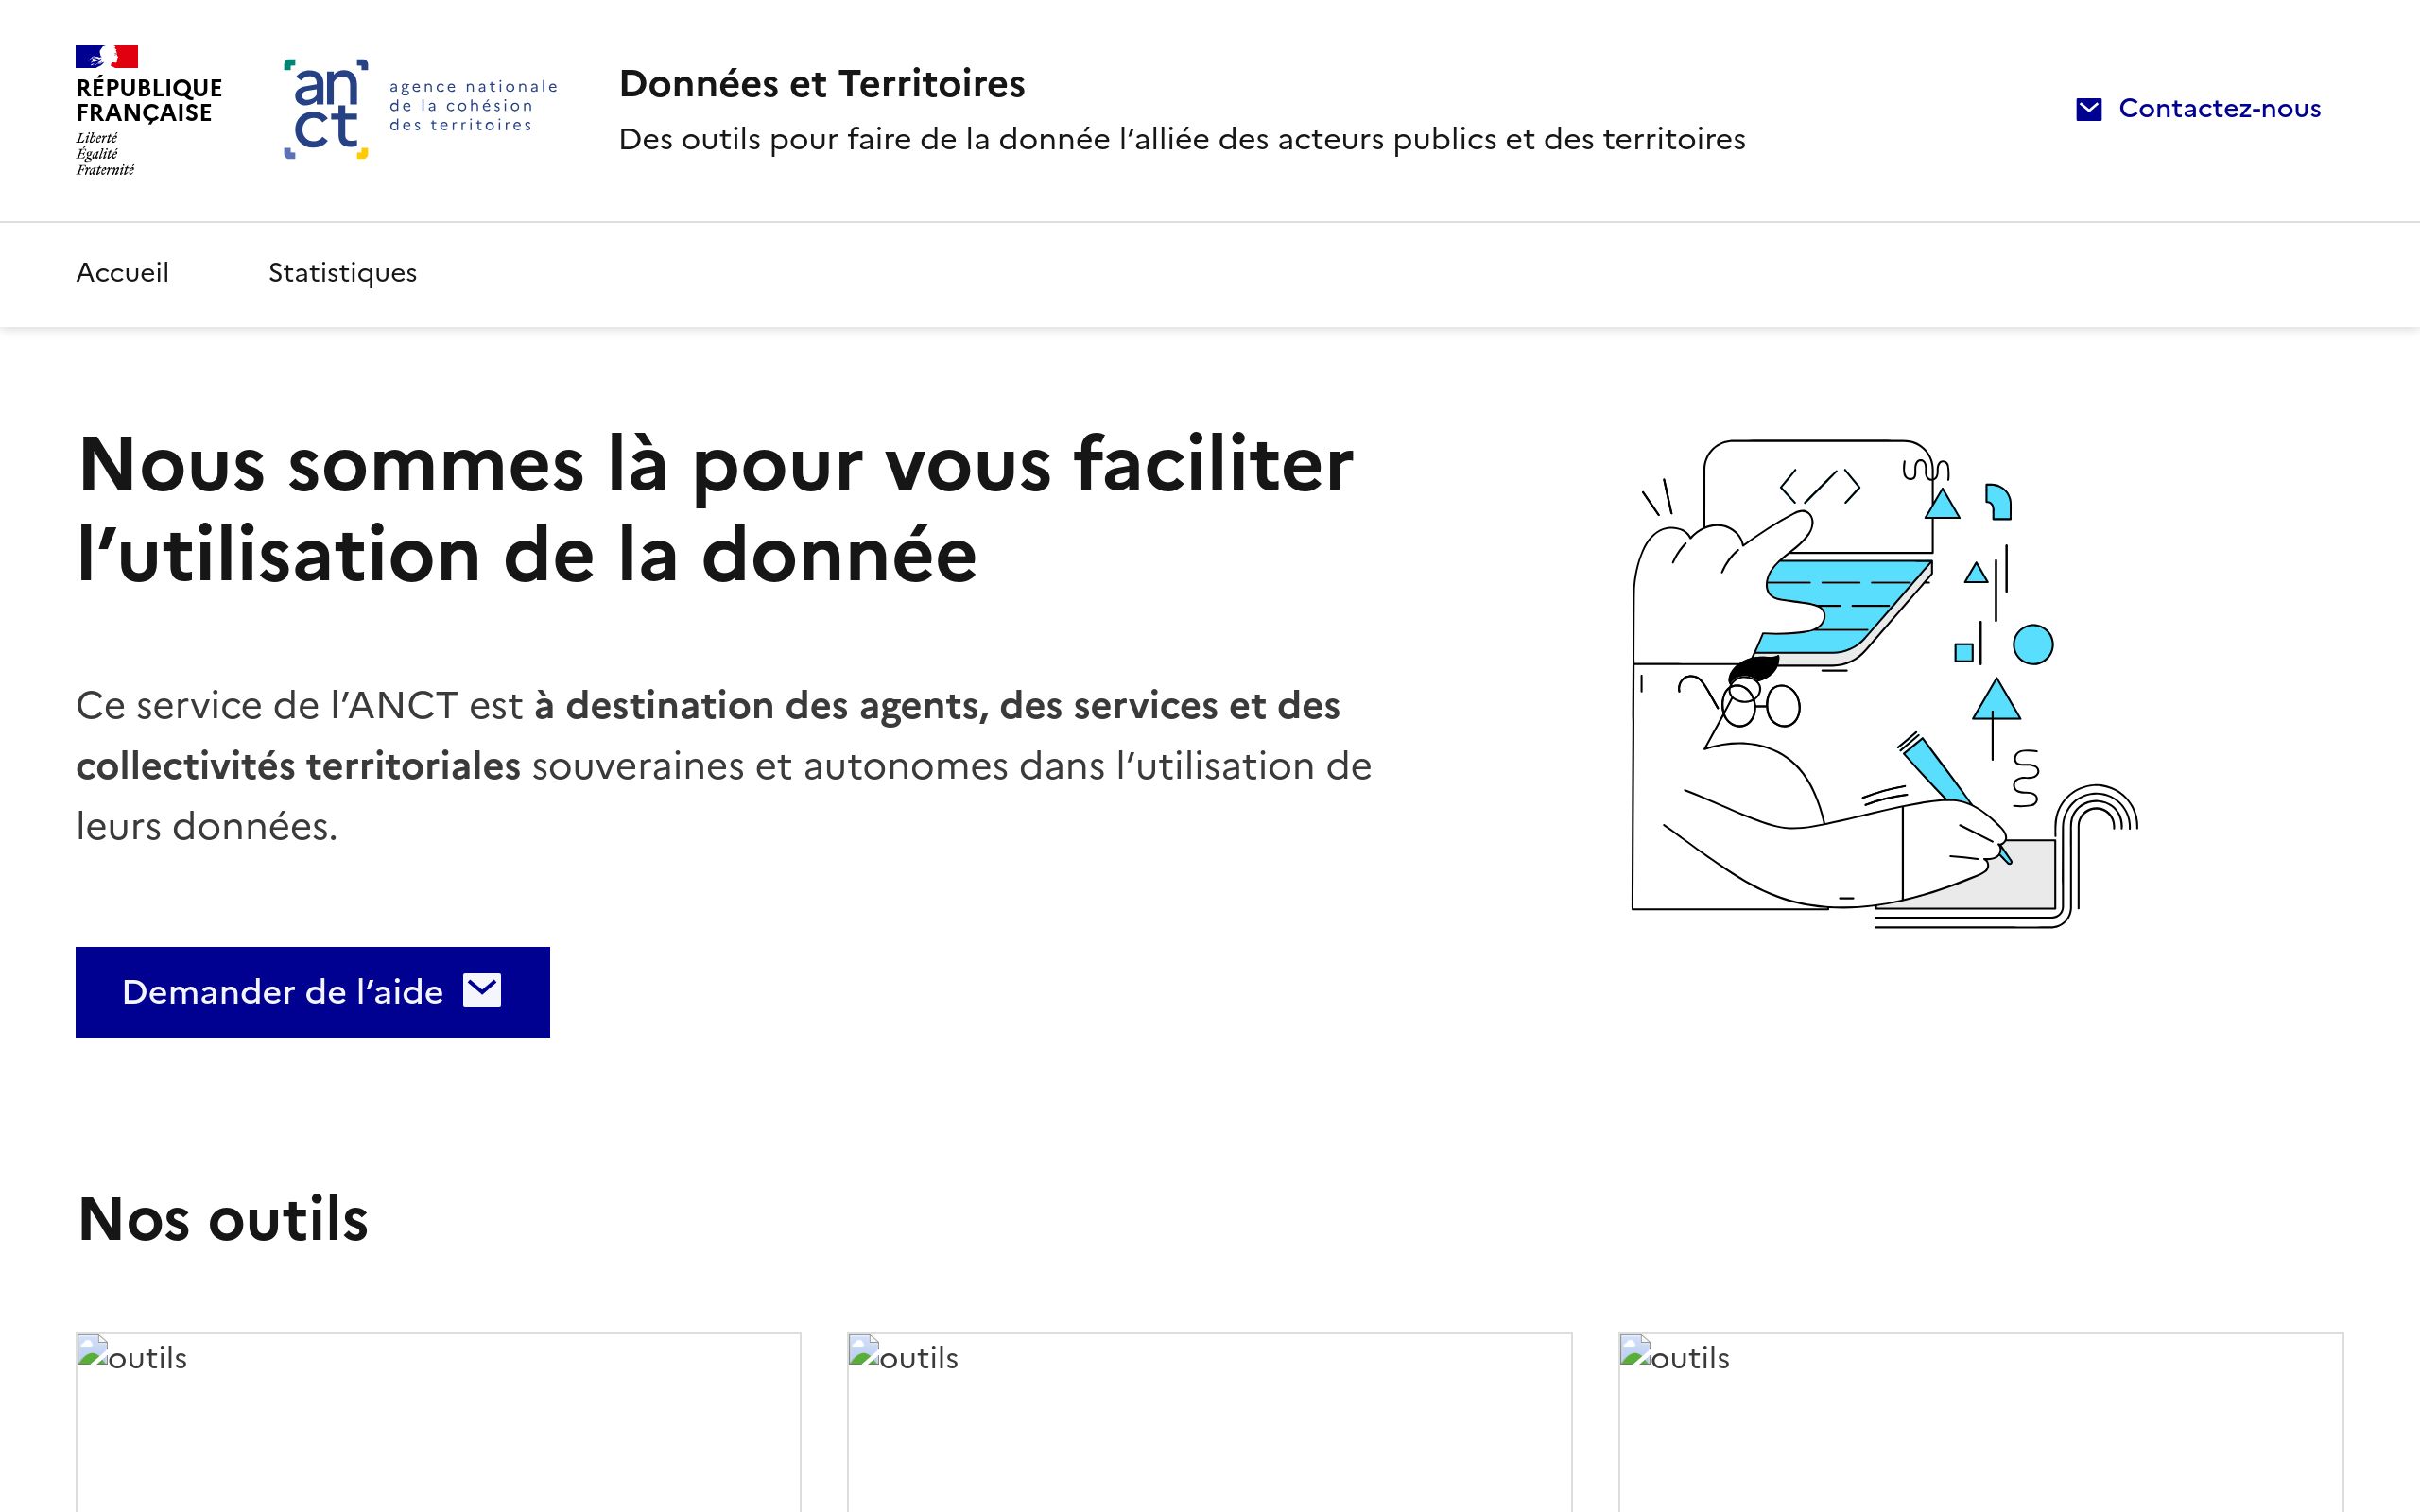 RÉPUBLIQUE
FRANÇAISE
Liberté
Égalité
Fraternité
an
ct
agence nationale
de la cohésion
des territoires
Données et Territoires
Des outils pour faire de la donnée l’alliée des acteurs publics et des territoires
Contactez-nous
Accueil
Statistiques
Nous sommes là pour vous faciliter
l’utilisation de la donnée
Ce service de l’ANCT est à destination des agents, des services et des
collectivités territoriales souveraines et autonomes dans l’utilisation de
leurs données.
Demander de l’aide
Nos outils
outils
outils
outils